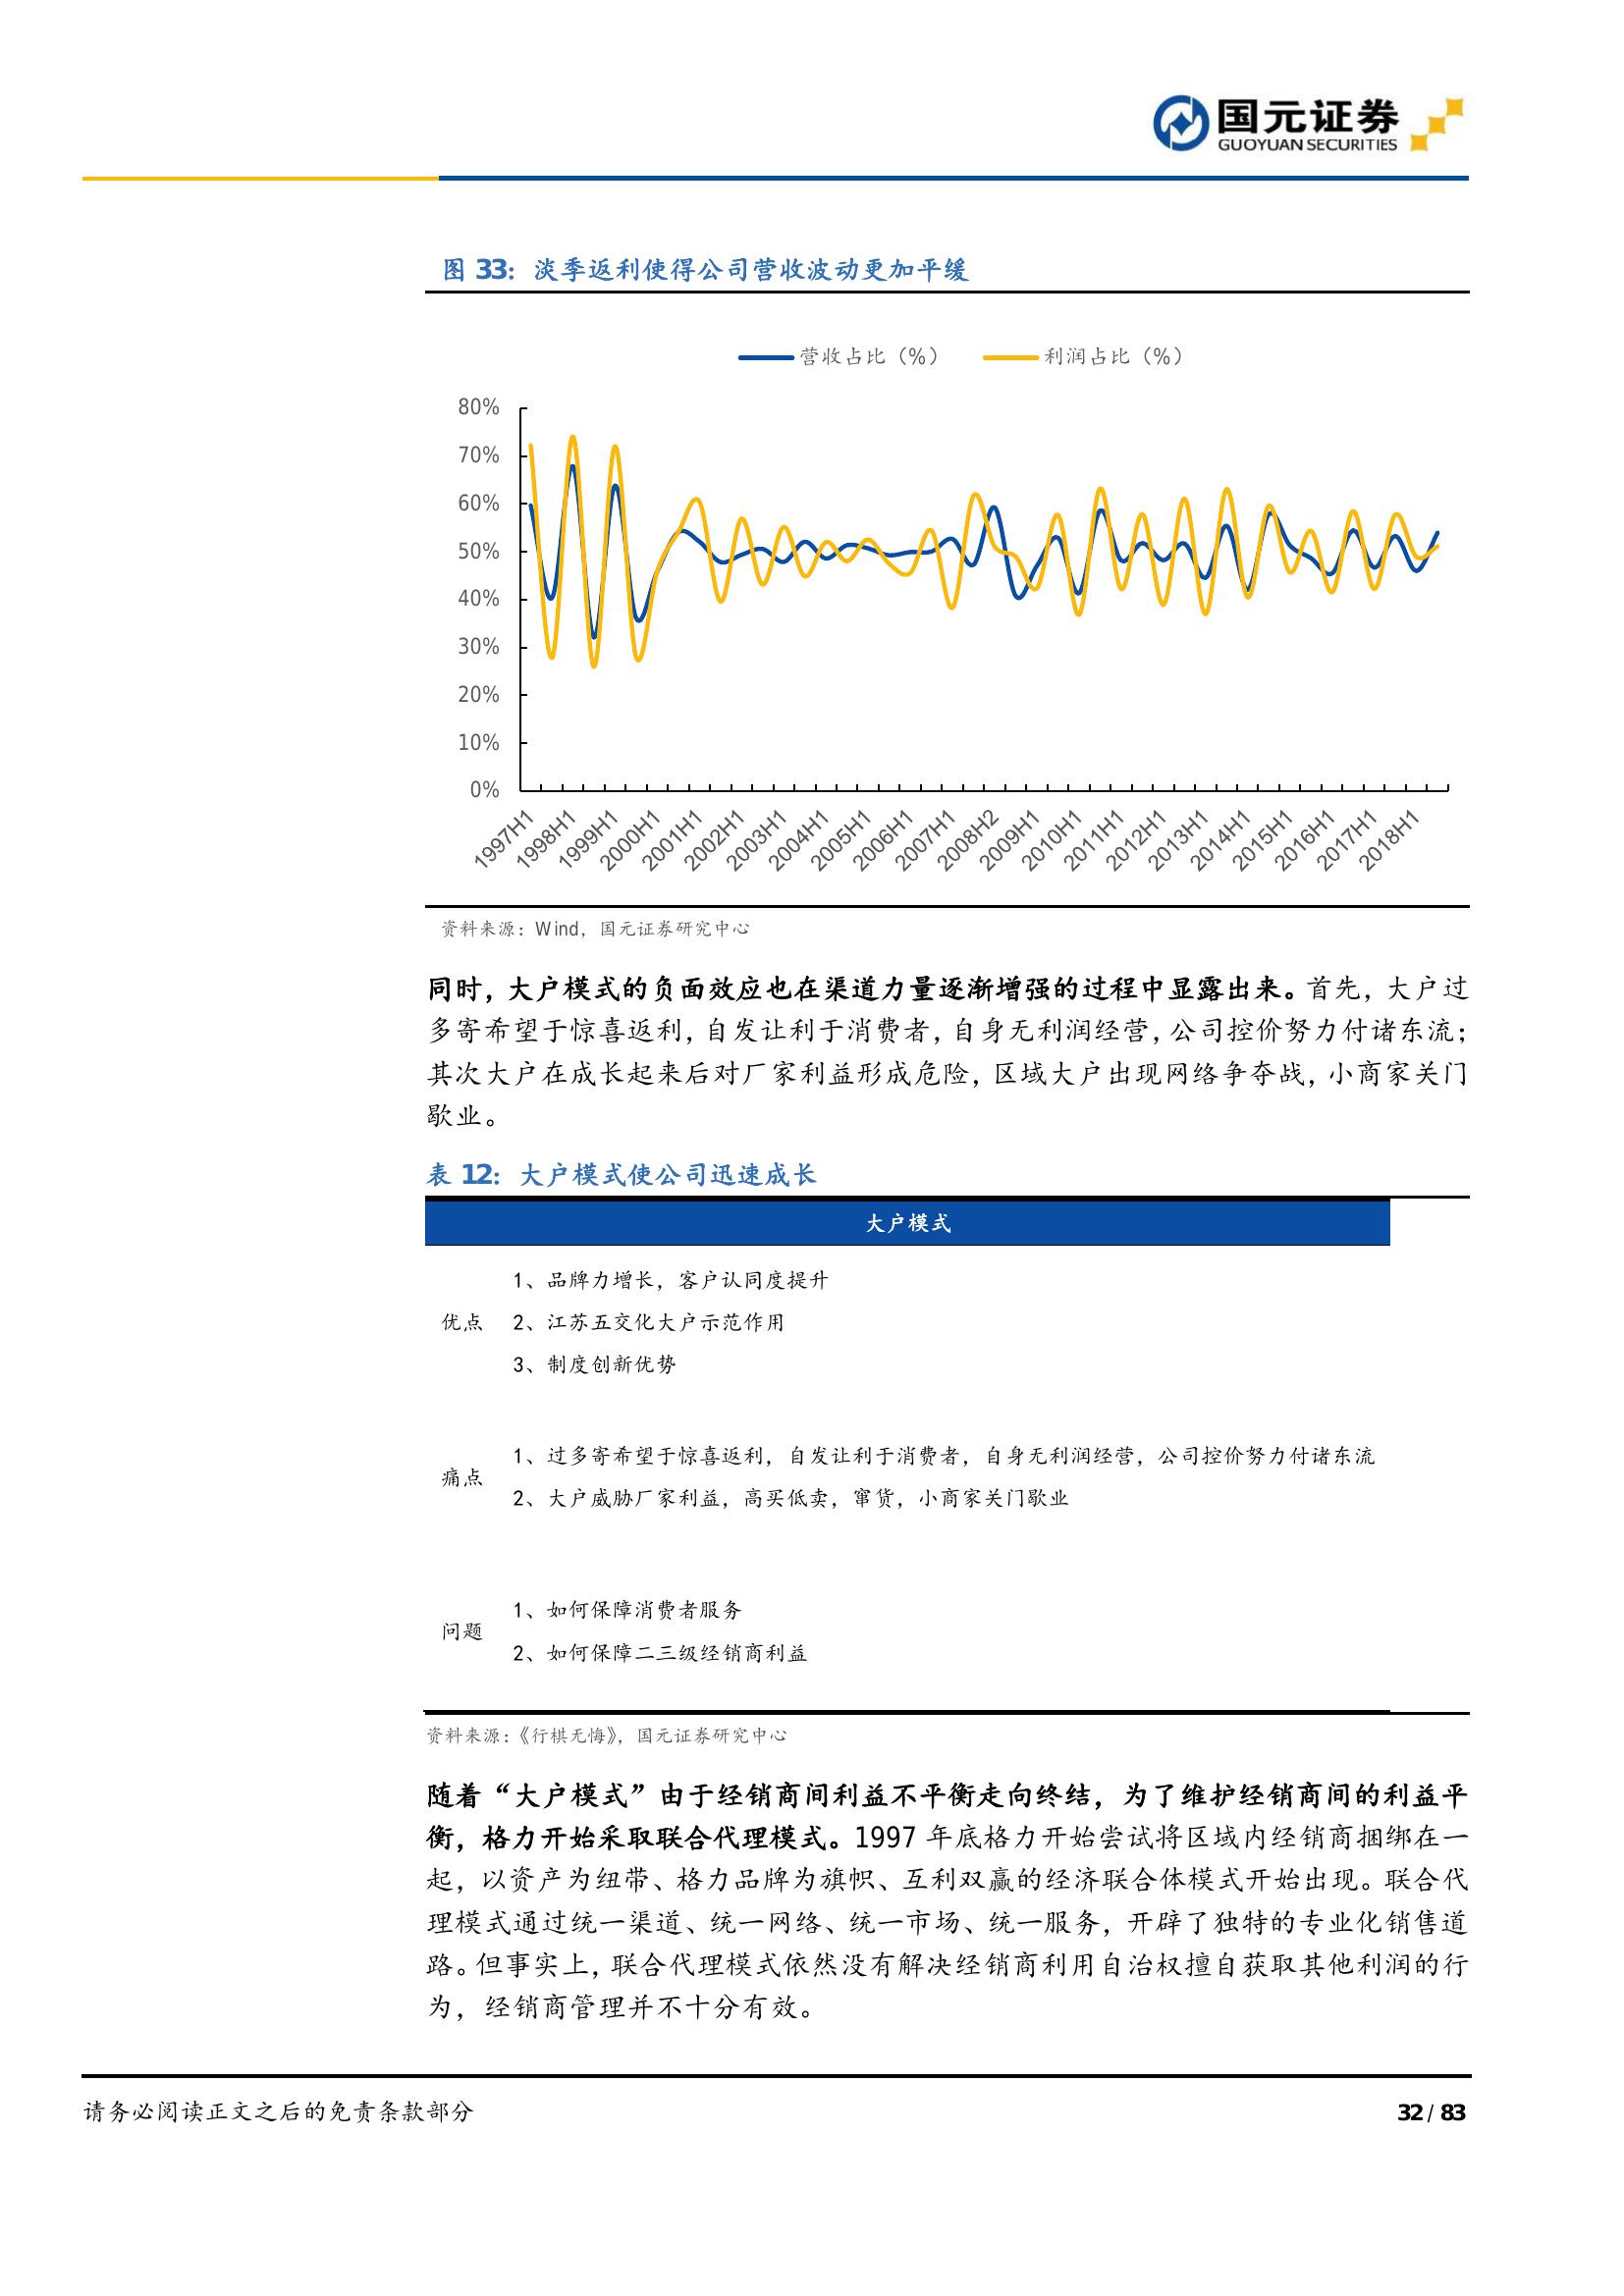 国元证券
GUOYUAN SECURITIES
图 33：淡季返利使得公司营收波动更加平缓
营收占比（%） 利润占比（%）
80%
70%
60%
50%
40%
30%
20%
10%
0%
1997H1 1998H1 1999H1 2000H1 2001H1 2002H1 2003H1 2004H1 2005H1 2006H1 2007H1 2008H2 2009H1 2010H1 2011H1 2012H1 2013H1 2014H1 2015H1 2016H1 2017H1 2018H1
资料来源：Wind，国元证券研究中心
同时，大户模式的负面效应也在渠道力量逐渐增强的过程中显露出来。首先，大户过
多寄希望于惊喜返利，自发让利于消费者，自身无利润经营，公司控价努力付诸东流；
其次大户在成长起来后对厂家利益形成危险，区域大户出现网络争夺战，小商家关门
歇业。
表 12：大户模式使公司迅速成长
大户模式
1、品牌力增长，客户认同度提升
优点 2、江苏五交化大户示范作用
3、制度创新优势
1、过多寄希望于惊喜返利，自发让利于消费者，自身无利润经营，公司控价努力付诸东流
痛点
2、大户威胁厂家利益，高买低卖，窜货，小商家关门歇业
1、如何保障消费者服务
问题
2、如何保障二三级经销商利益
资料来源：《行棋无悔》，国元证券研究中心
随着“大户模式”由于经销商间利益不平衡走向终结，为了维护经销商间的利益平
衡，格力开始采取联合代理模式。1997 年底格力开始尝试将区域内经销商捆绑在一
起，以资产为纽带、格力品牌为旗帜、互利双赢的经济联合体模式开始出现。联合代
理模式通过统一渠道、统一网络、统一市场、统一服务，开辟了独特的专业化销售道
路。但事实上，联合代理模式依然没有解决经销商利用自治权擅自获取其他利润的行
为，经销商管理并不十分有效。
请务必阅读正文之后的免责条款部分 32 / 83